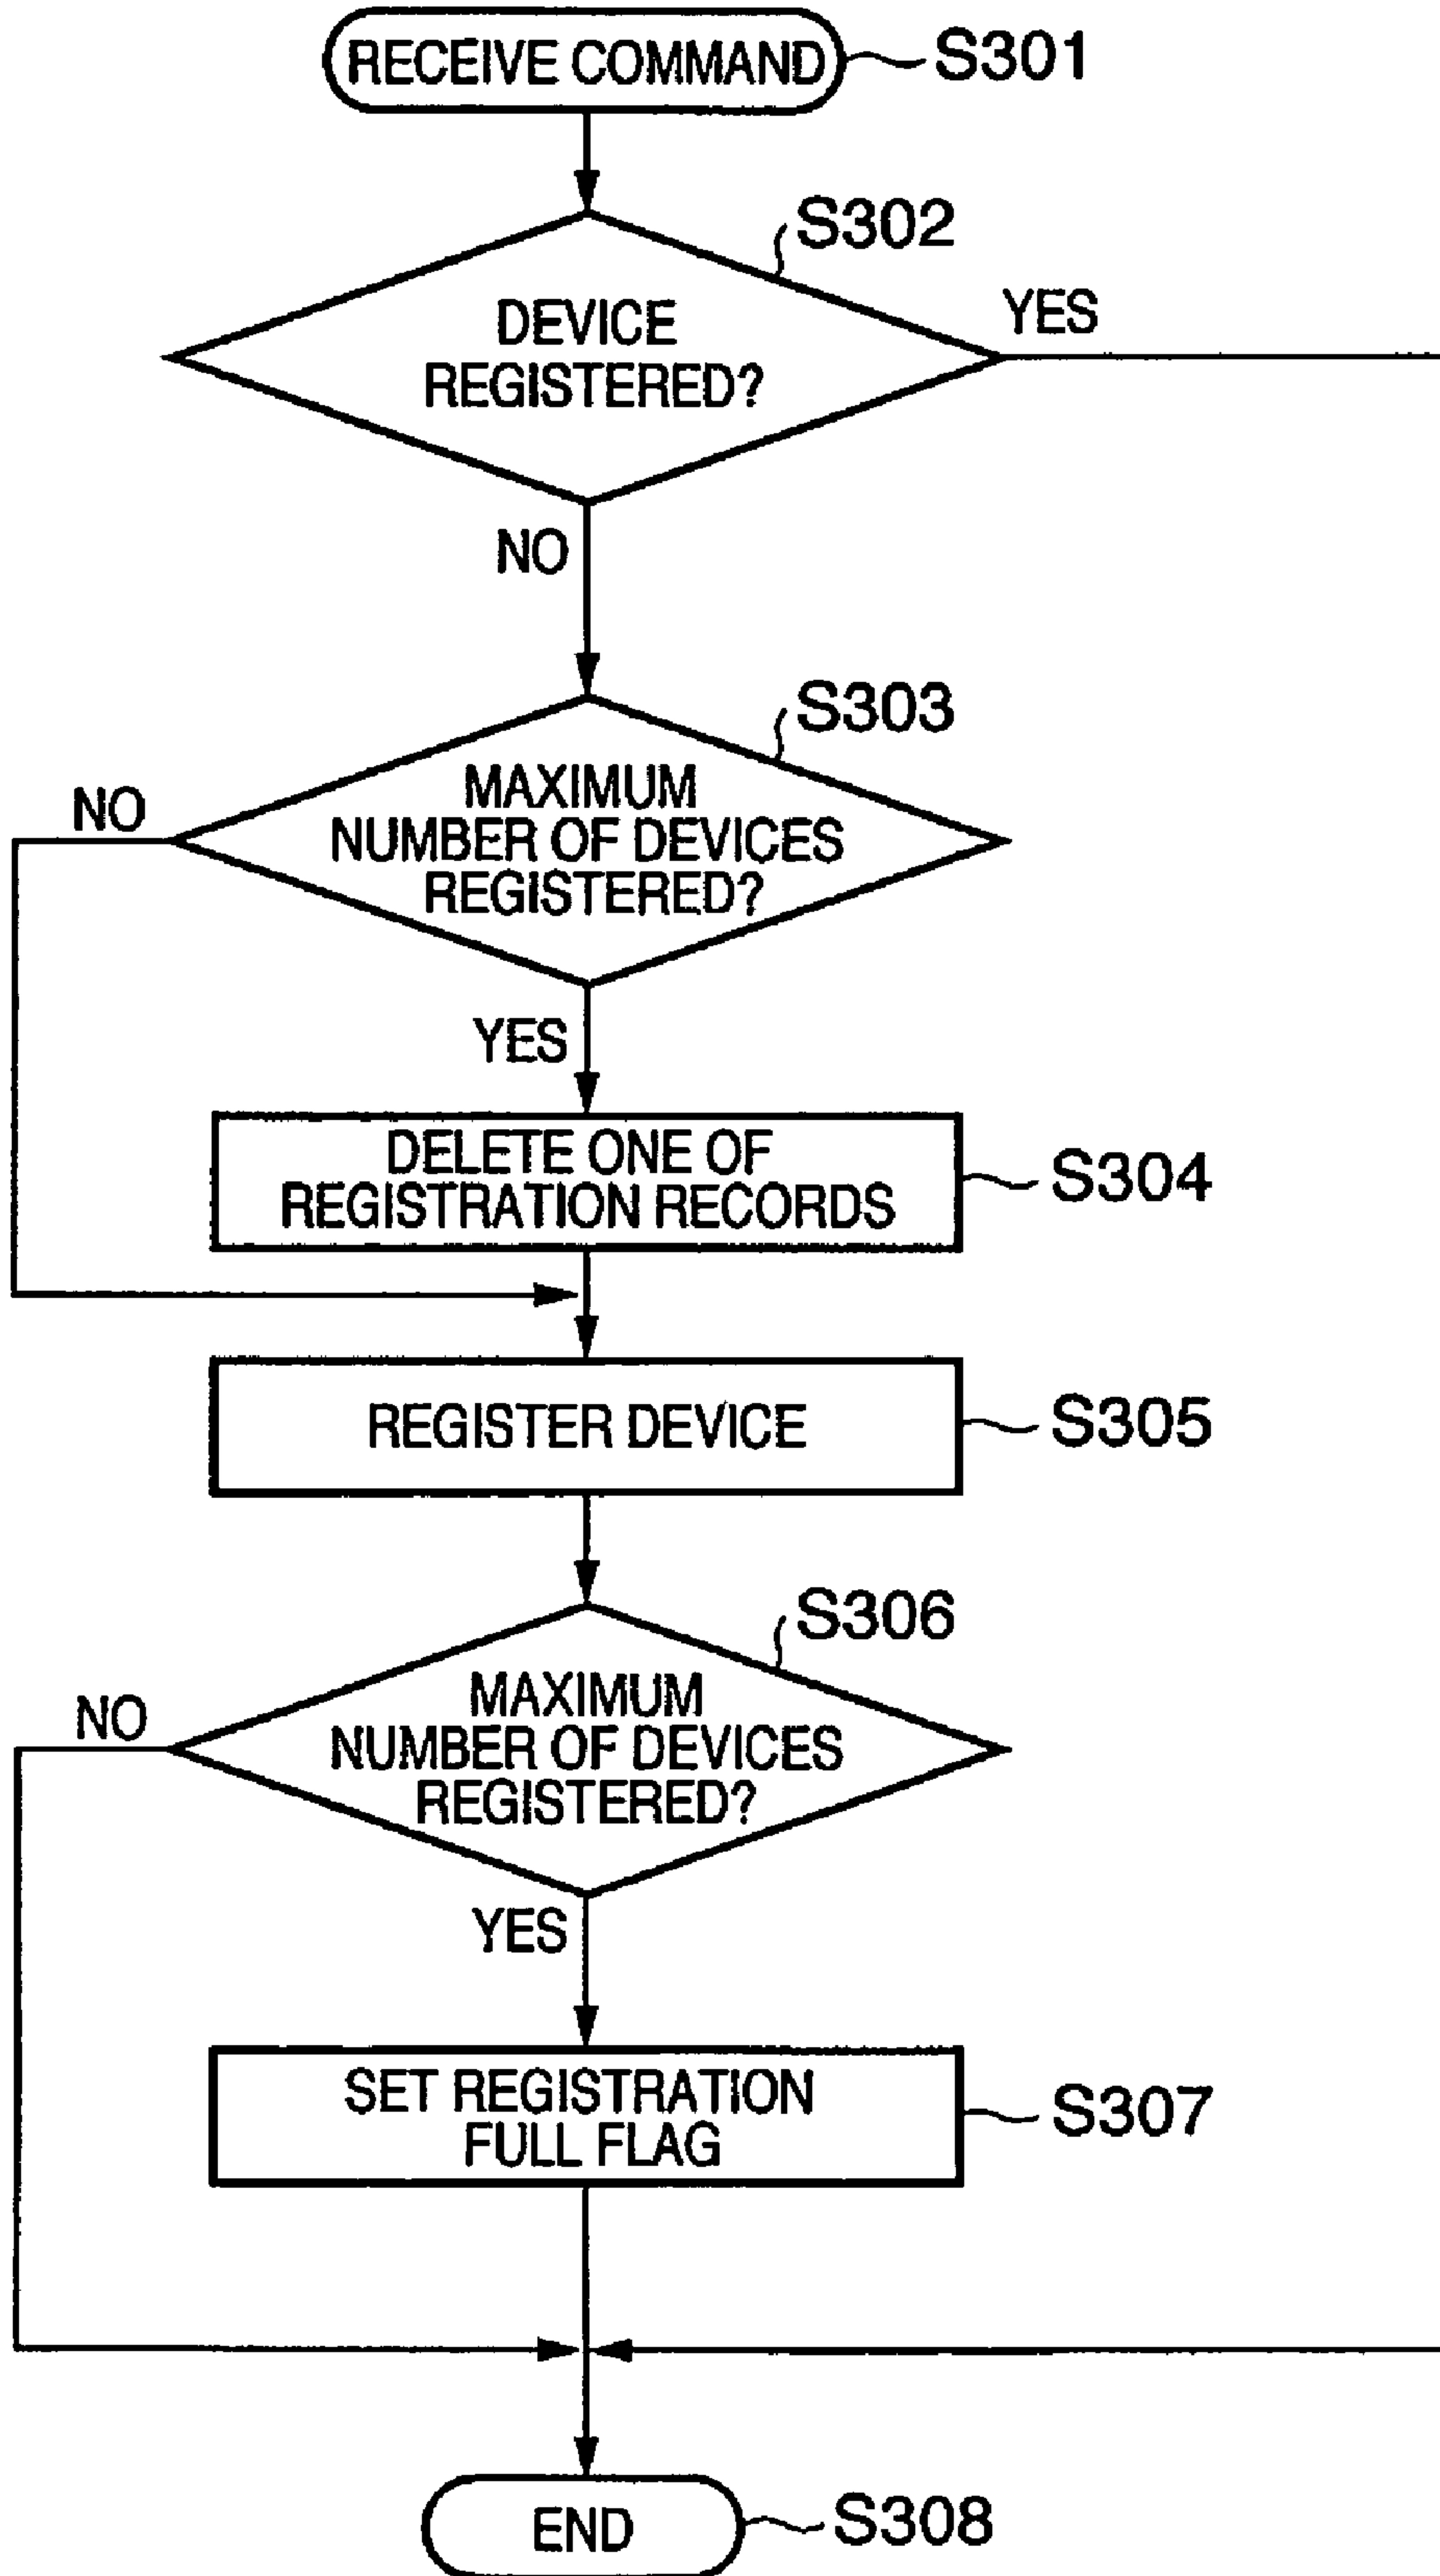 RECEIVE COMMAND
S301
S302
DEVICE
REGISTERED?
YES
NO
S303
MAXIMUM
NUMBER OF DEVICES
REGISTERED?
NO
YES
DELETE ONE OF
REGISTRATION RECORDS
S304
REGISTER DEVICE
S305
S306
MAXIMUM
NUMBER OF DEVICES
REGISTERED?
NO
YES
SET REGISTRATION
FULL FLAG
S307
END
S308